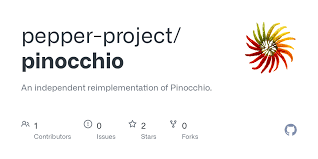 pepper-project/
pinocchio
An independent reimplementation of Pinocchio.
1 0 2 0
Contributors Issues Stars Forks